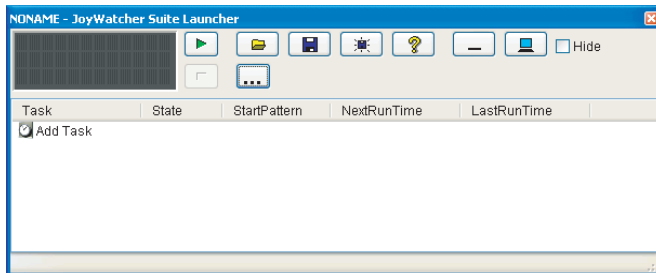 NONAME - JoyWatcher Suite Launcher
? Hide
...
Task State StartPattern NextRunTime LastRunTime
Add Task